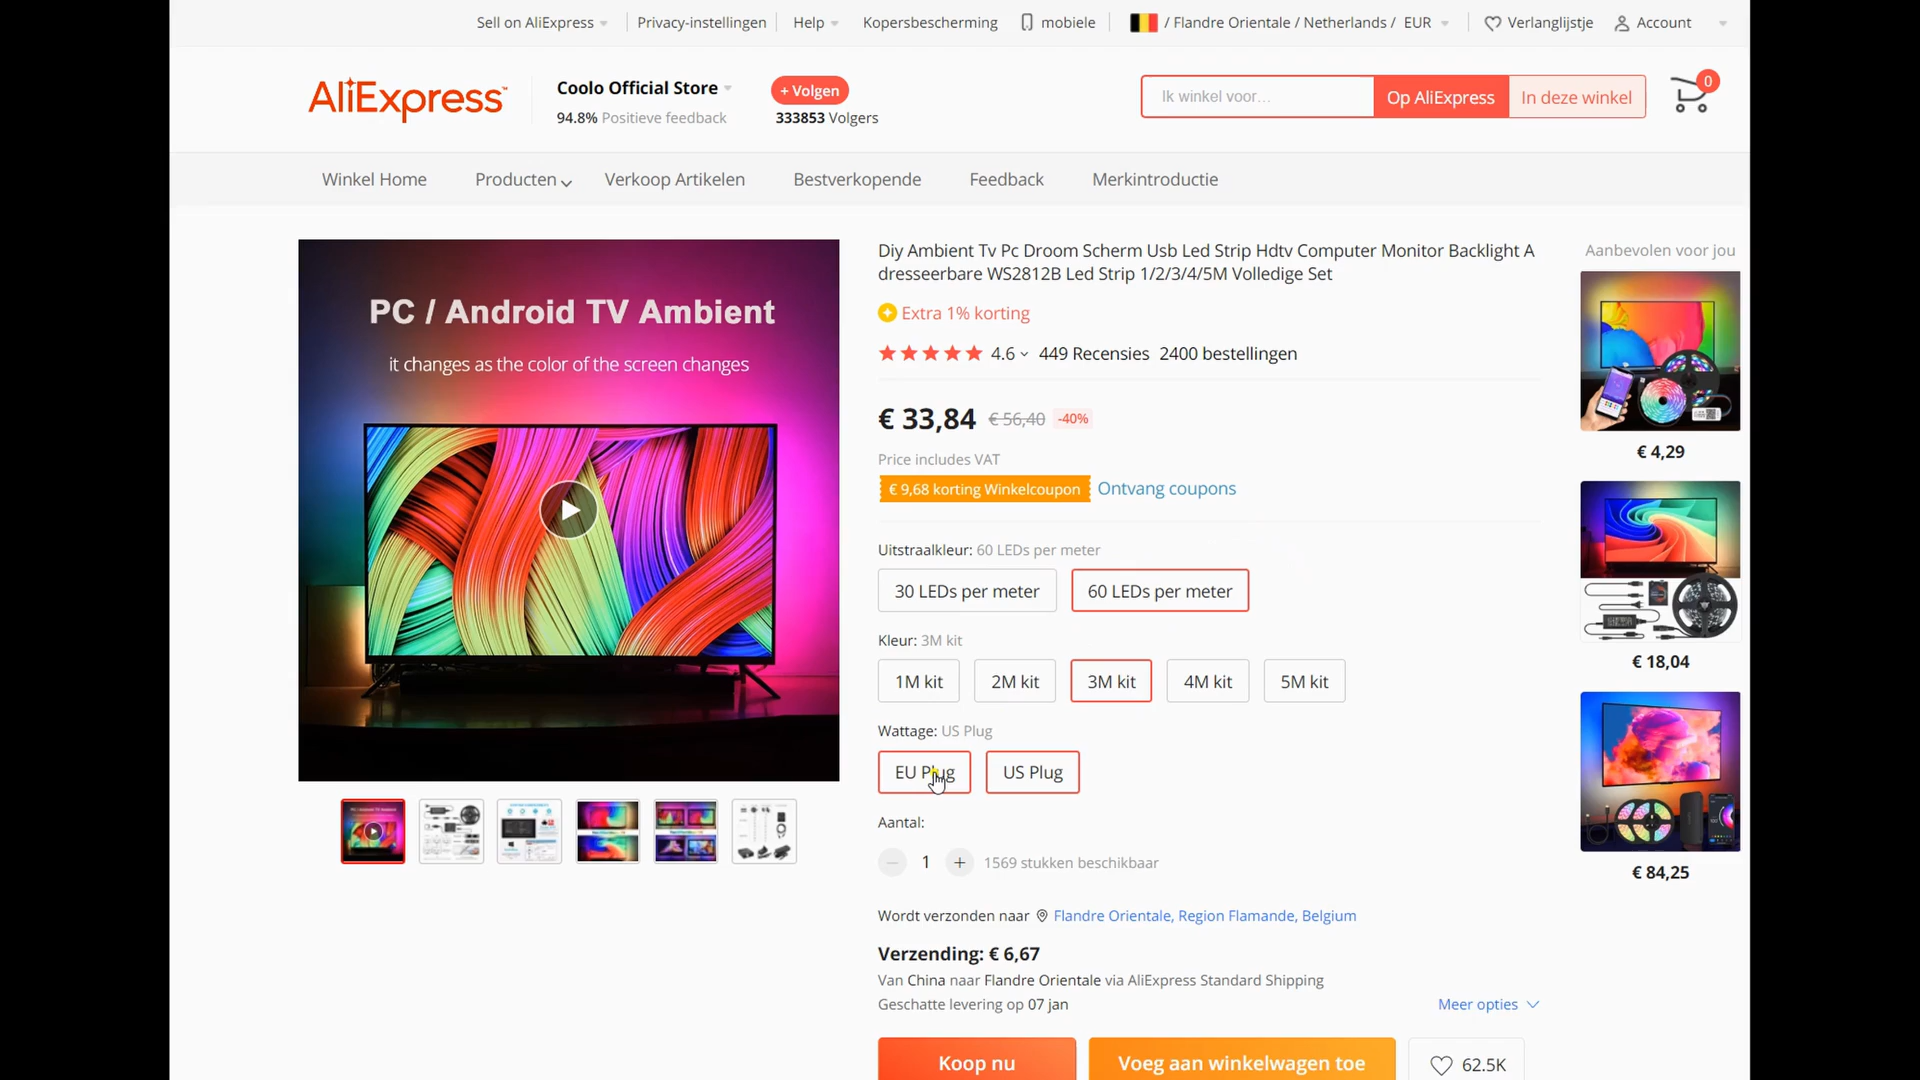 Sell on AliExpress
Privacy-instellingen
Help
Kopersbescherming
mobiele
/ Flandre Orientale / Netherlands / EUR
Verlanglijstje
Account
AliExpress
Coolo Official Store
94.8% Positieve feedback
+ Volgen
333853 Volgers
Ik winkel voor...
Op AliExpress
In deze winkel
0
Winkel Home
Producten
Verkoop Artikelen
Bestverkopende
Feedback
Merkintroductie
PC / Android TV Ambient
it changes as the color of the screen changes
Diy Ambient Tv Pc Droom Scherm Usb Led Strip Hdtv Computer Monitor Backlight A
dresseerbare WS2812B Led Strip 1/2/3/4/5M Volledige Set
Extra 1% korting
4.6 449 Recensies 2400 bestellingen
€ 33,84 € 56,40 -40%
Price includes VAT
€ 9,68 korting Winkelcoupon Ontvang coupons
Uitstraalkleur: 60 LEDs per meter
30 LEDs per meter
60 LEDs per meter
Kleur: 3M kit
1M kit
2M kit
3M kit
4M kit
5M kit
Wattage: US Plug
EU Plug
US Plug
Aantal:
1 + 1569 stukken beschikbaar
Wordt verzonden naar Flandre Orientale, Region Flamande, Belgium
Verzending: € 6,67
Van China naar Flandre Orientale via AliExpress Standard Shipping
Geschatte levering op 07 jan
Meer opties
Koop nu
Voeg aan winkelwagen toe
62.5K
Aanbevolen voor jou
€ 4,29
€ 18,04
€ 84,25